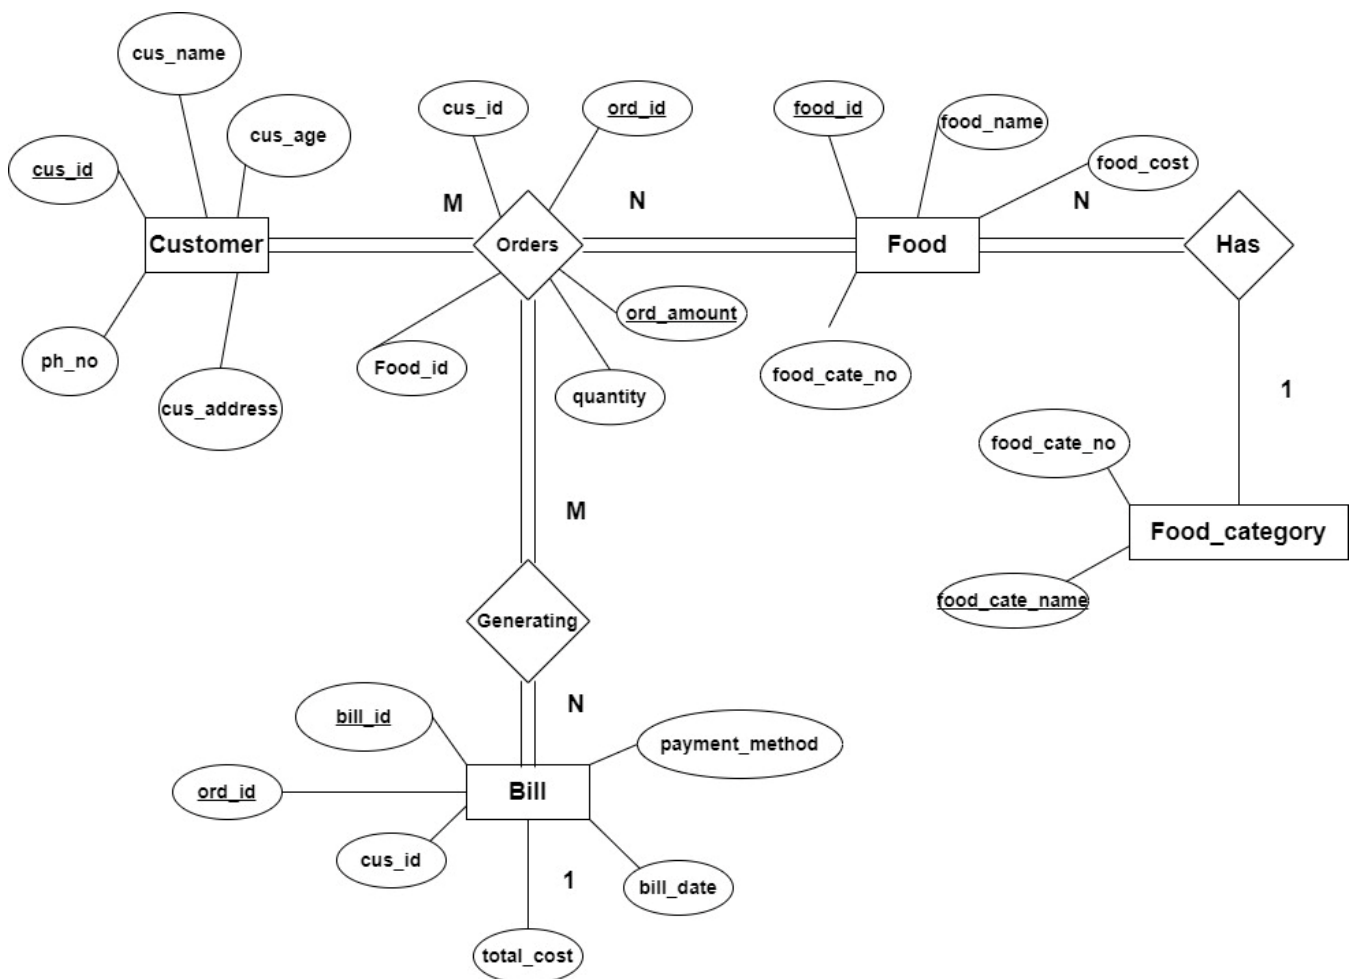 cus_name
cus_id
ord_id
food_id
food_name
cus_age
food_cost
cus_id
M
N
N
Customer
Orders
Food
Has
ord_amount
ph_no
Food_id
food_cate_no
1
quantity
cus_address
food_cate_no
M
Food_category
food_cate_name
Generating
N
bill_id
payment_method
ord_id
Bill
cus_id
1
bill_date
total_cost